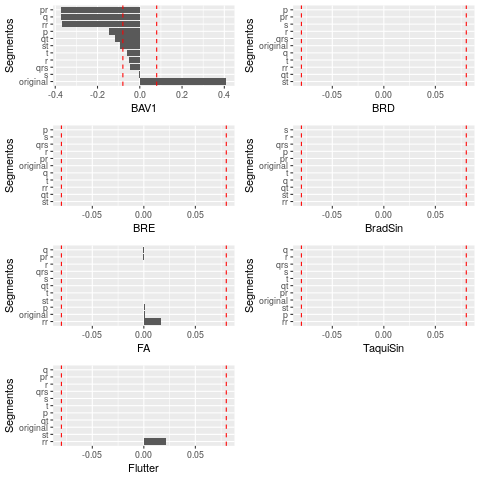 Segmentos
pr
q
rr
p
qt
st
t
r
qrs
s
original
-0.4 -0.2 0.0 0.2 0.4
BAV1
Segmentos
p
pr
s
r
qrs
original
q
t
rr
qt
st
-0.05 0.00 0.05
BRD
Segmentos
p
s
qrs
r
pr
original
q
t
rr
qt
st
-0.05 0.00 0.05
BRE
Segmentos
s
r
qrs
p
pr
original
q
t
qt
st
rr
-0.05 0.00 0.05
BradSin
Segmentos
q
pr
r
qrs
s
qt
t
st
p
original
rr
-0.05 0.00 0.05
FA
Segmentos
q
r
qrs
s
t
qt
pr
original
st
p
rr
-0.05 0.00 0.05
TaquiSin
Segmentos
q
pr
r
qrs
s
t
p
qt
original
st
rr
-0.05 0.00 0.05
Flutter